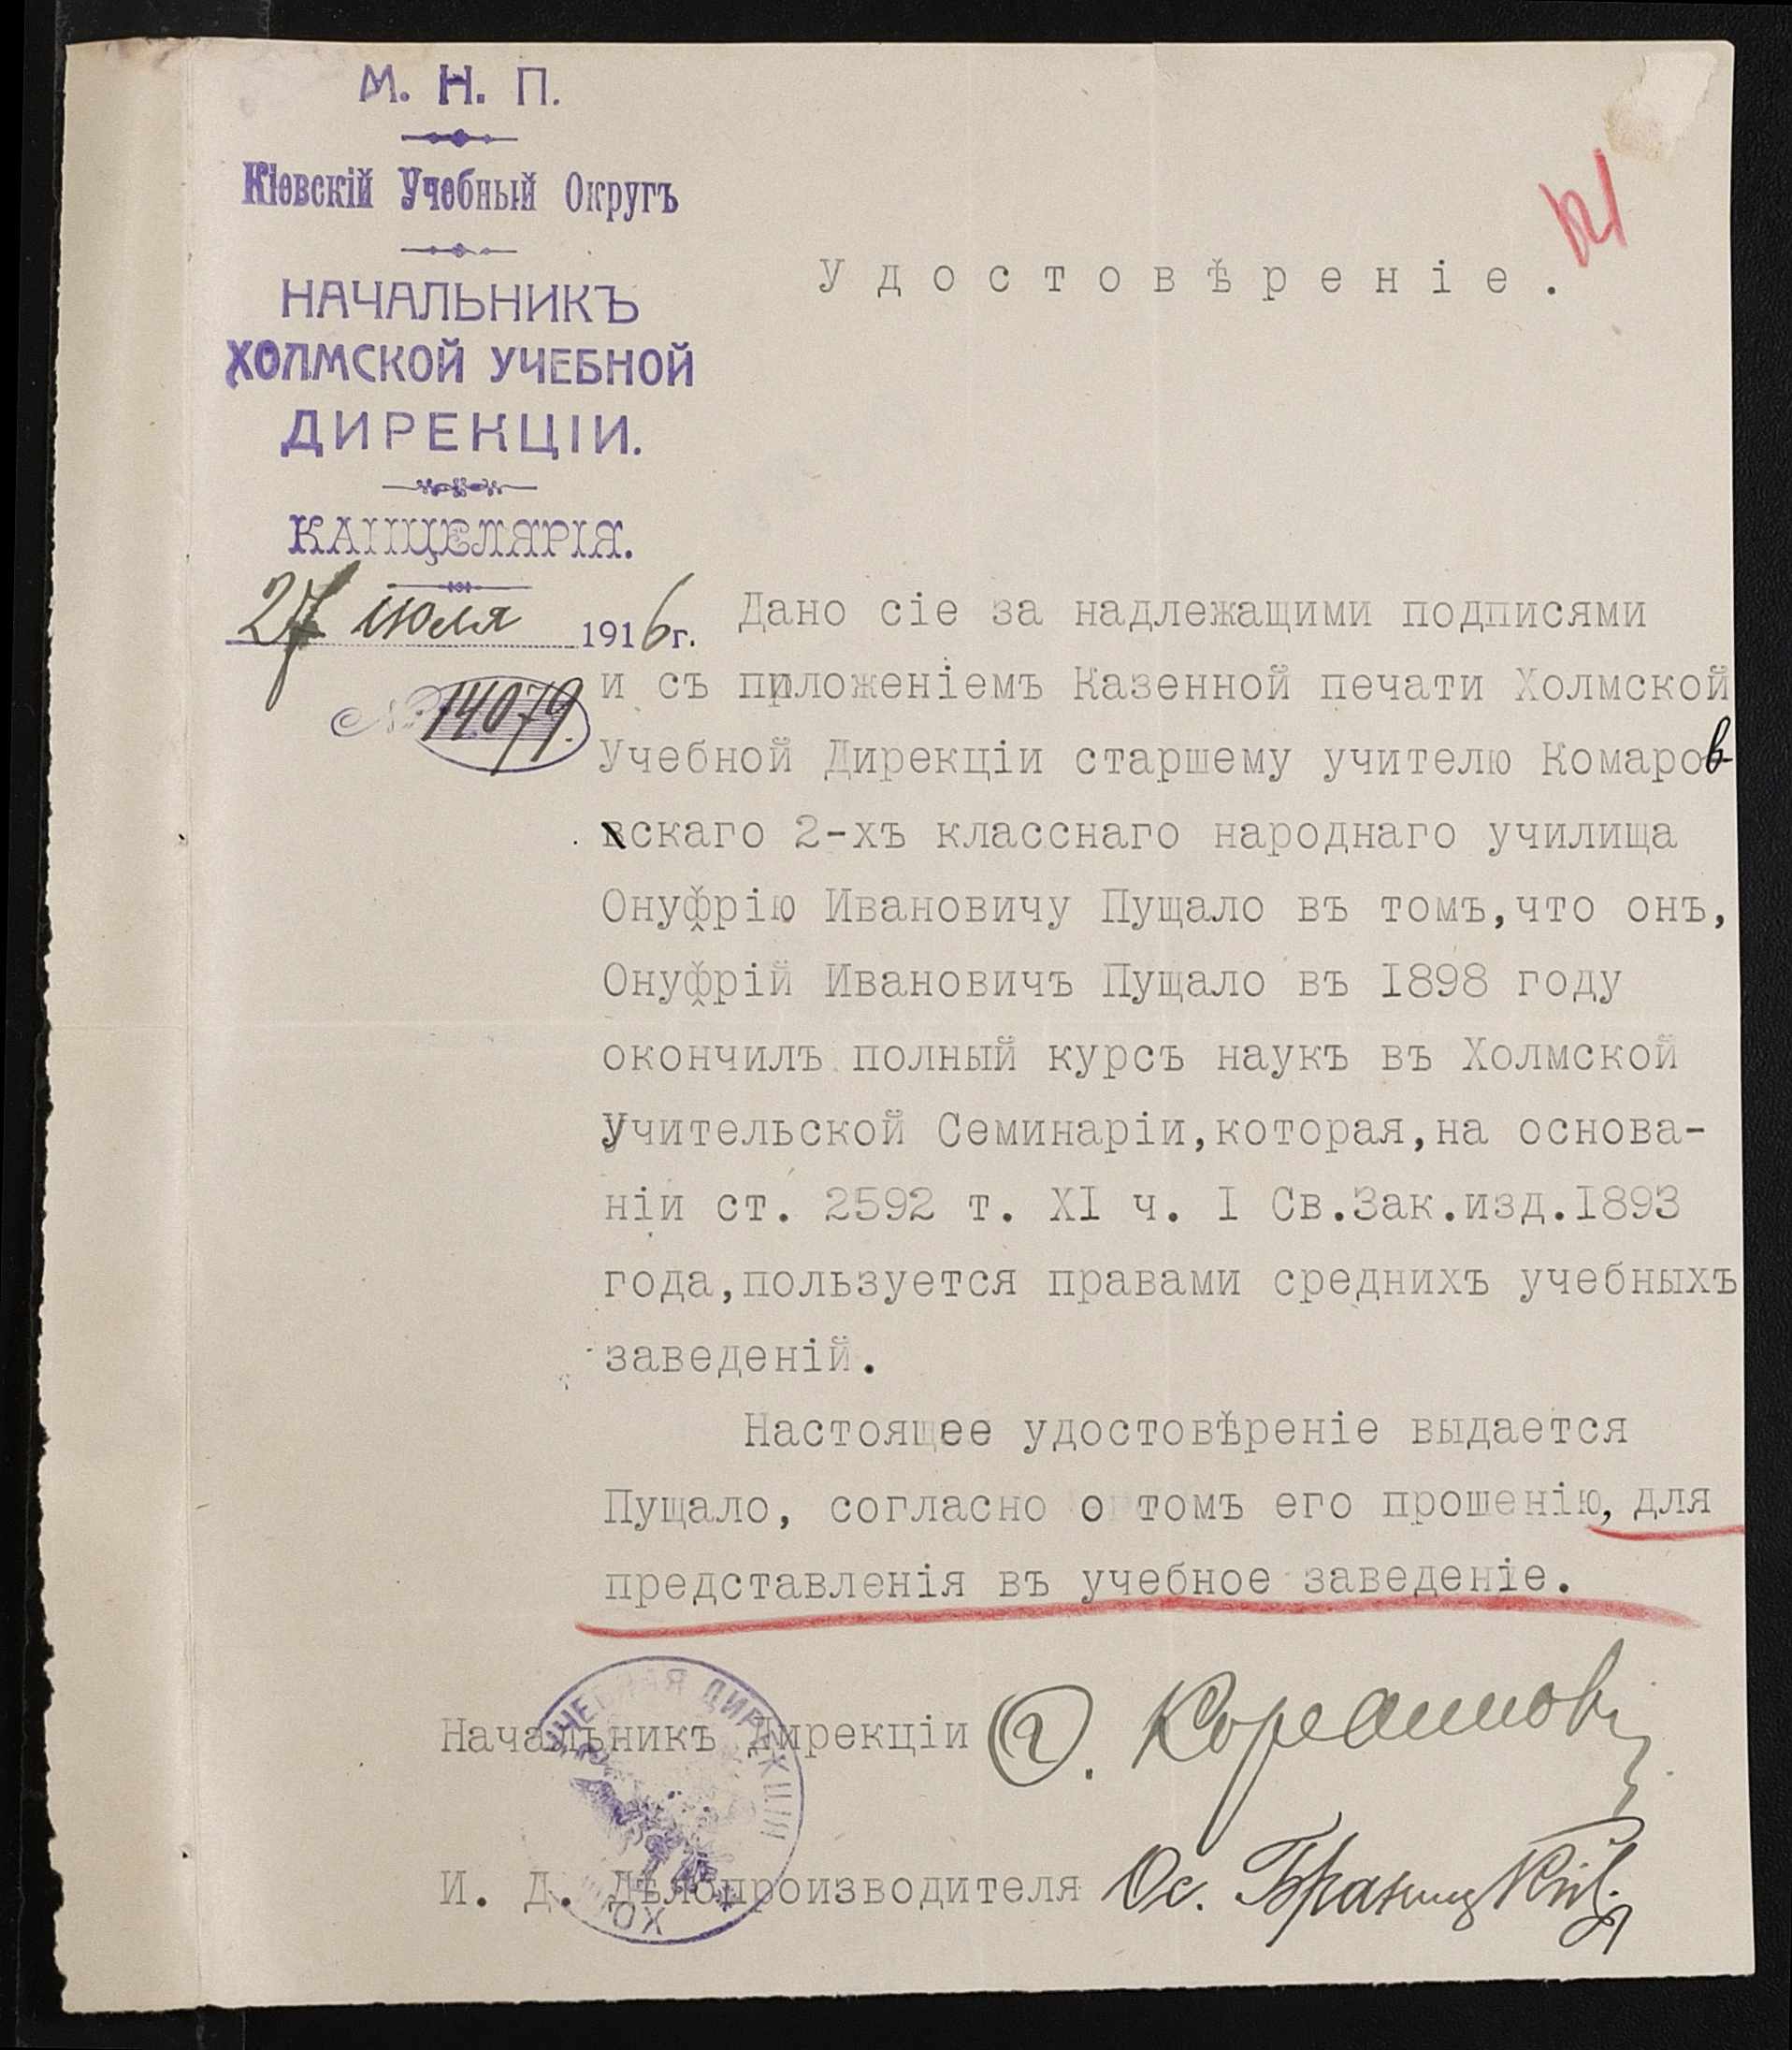 М. Н. П.
Кіевскій Учебный Округъ
НАЧАЛЬНИКЪ
ХОЛМСКОЙ УЧЕБНОЙ
ДИРЕКЦІИ.
КАНЦЕЛЯРІЯ.
27 іюля 1916 г.
№ 14079.
Удостовѣреніе.
Дано сіе за надлежащими подписями
и съ приложеніемъ Казенной печати Холмской
Учебной Дирекціи старшему учителю Комаров
скаго 2-хъ класснаго народнаго училища
Онуфрію Ивановичу Пущало въ томъ,что онъ,
Онуфрій Ивановичъ Пущало въ 1898 году
окончилъ полный курсъ наукъ въ Холмской
Учительской Семинаріи,которая,на основа-
ніи ст. 2592 т. XI ч. I Св.Зак.изд.1893
года,пользуется правами среднихъ учебныхъ
заведеній.
Настоящее удостовѣреніе выдается
Пущало, согласно о томъ его прошенію, для
представленія въ учебное заведеніе.
Начальникъ Дирекціи
И. Д. Дѣлопроизводителя Ос.
УЧЕБНАЯ ДИРЕКЦІЯ